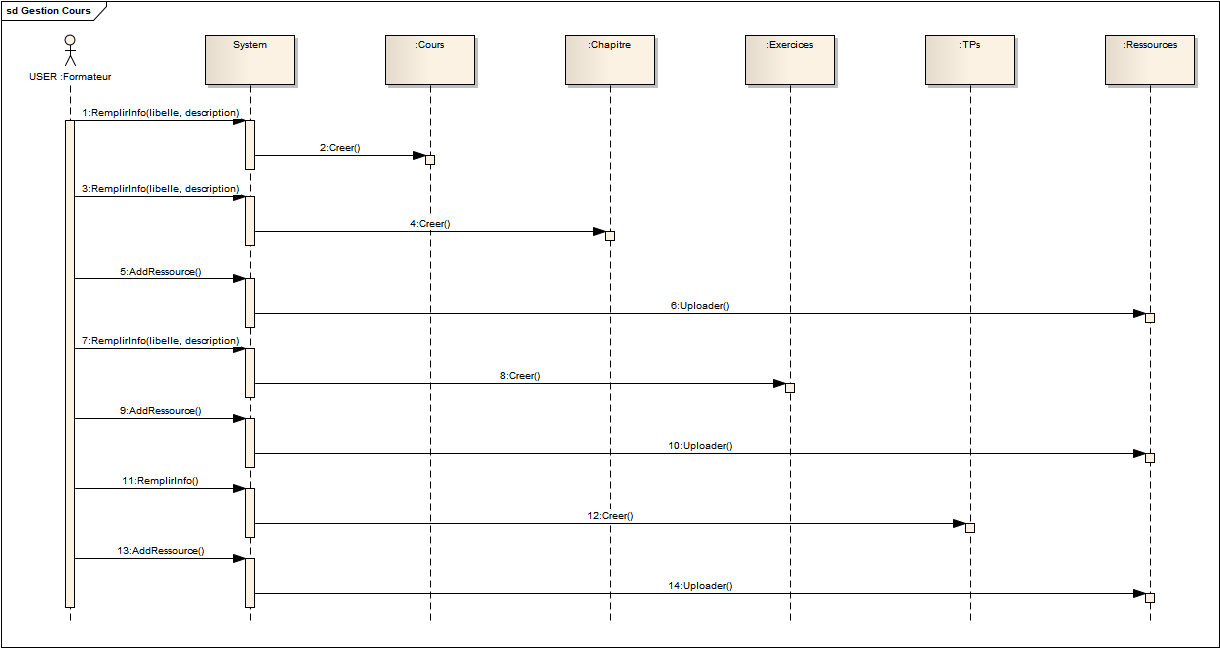 sd Gestion Cours
USER :Formateur
System
:Cours
:Chapitre
:Exercices
:TPs
:Ressources
1:RemplirInfo(libelle, description)
2:Creer()
3:RemplirInfo(libelle, description)
4:Creer()
5:AddRessource()
6:Uploader()
7:RemplirInfo(libelle, description)
8:Creer()
9:AddRessource()
10:Uploader()
11:RemplirInfo()
12:Creer()
13:AddRessource()
14:Uploader()